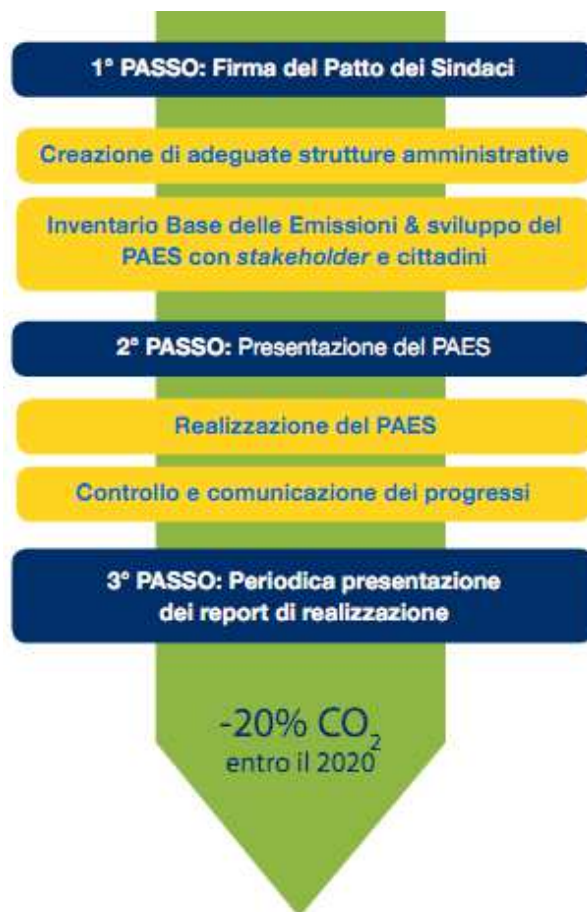 1° PASSO: Firma del Patto dei Sindaci
Creazione di adeguate strutture amministrative
Inventario Base delle Emissioni & sviluppo del
PAES con stakeholder e cittadini
2° PASSO: Presentazione del PAES
Realizzazione del PAES
Controllo e comunicazione dei progressi
3° PASSO: Periodica presentazione
dei report di realizzazione
-20% CO2
entro il 2020